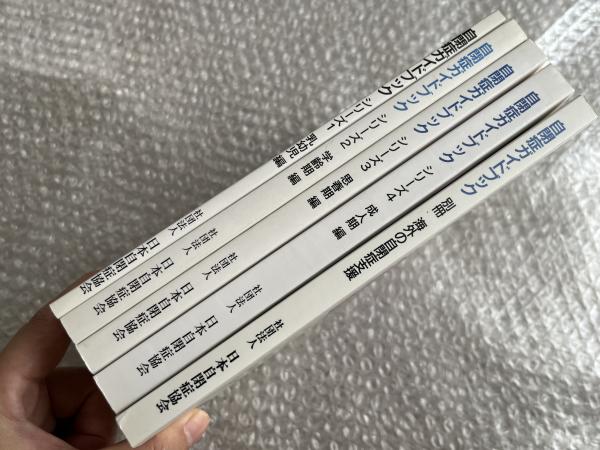 自閉症ガイドブック シリーズ1 乳幼児編 社団法人 日本自閉症協会
自閉症ガイドブック シリーズ2 学齢期編 社団法人 日本自閉症協会
自閉症ガイドブック シリーズ3 思春期編 社団法人 日本自閉症協会
自閉症ガイドブック シリーズ4 成人期編 社団法人 日本自閉症協会
自閉症ガイドブック 別冊 海外の自閉症支援 社団法人 日本自閉症協会